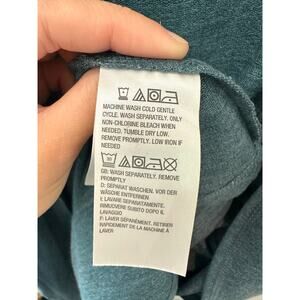 MACHINE WASH COLD GENTLE
CYCLE. WASH SEPARATELY. ONLY
NON-CHLORINE BLEACH WHEN
NEEDED. TUMBLE DRY LOW.
REMOVE PROMPTLY. LOW IRON IF
NEEDED
30
GB: WASH SEPARATELY. REMOVE
PROMPTLY
D: SEPARAT WASCHEN. VOR DER
WÄSCHE ENTFERNEN
I: LAVARE SEPARATAMENTE.
RIMUOVERE SUBITO DOPO IL
LAVAGGIO
F: LAVER SÉPARÉMENT. RETIRER
RAPIDEMENT DE LA MACHINE À
LAVER